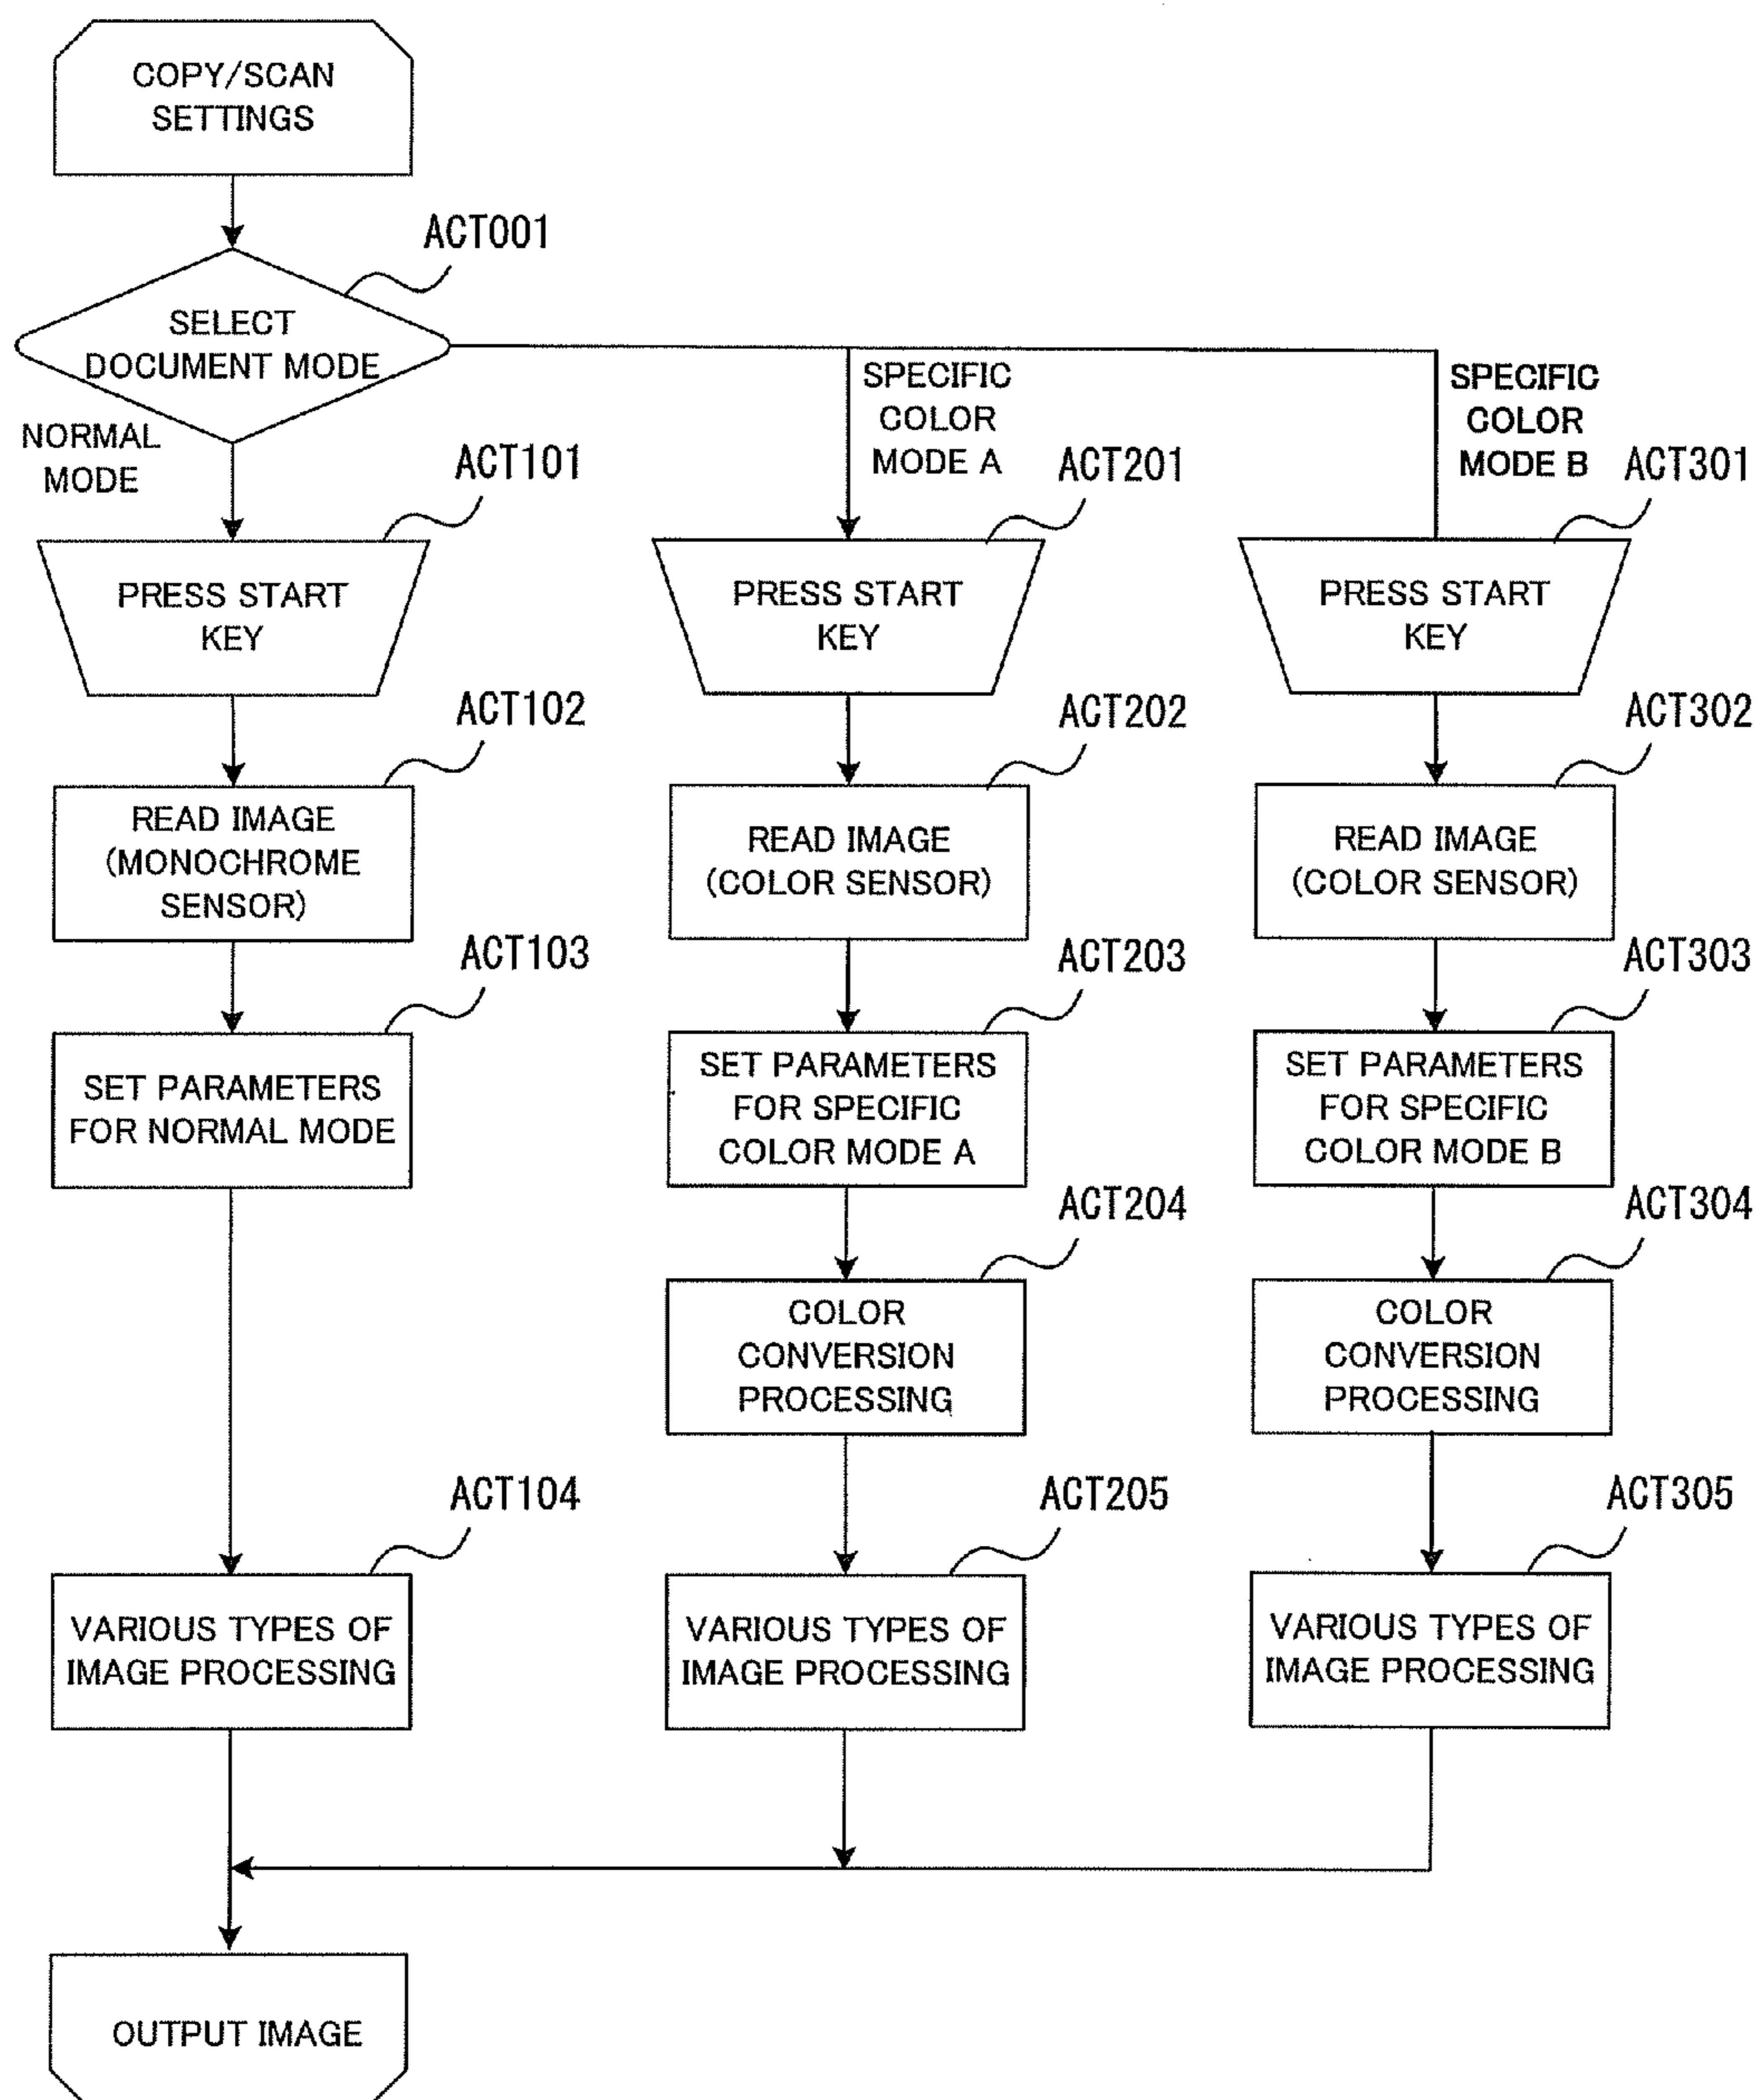 COPY/SCAN
SETTINGS
ACT001
SELECT
DOCUMENT MODE
NORMAL
MODE
SPECIFIC
COLOR
MODE A
SPECIFIC
COLOR
MODE B
ACT101
PRESS START
KEY
ACT201
PRESS START
KEY
ACT301
PRESS START
KEY
ACT102
READ IMAGE
(MONOCHROME
SENSOR)
ACT202
READ IMAGE
(COLOR SENSOR)
ACT302
READ IMAGE
(COLOR SENSOR)
ACT103
SET PARAMETERS
FOR NORMAL MODE
ACT203
SET PARAMETERS
FOR SPECIFIC
COLOR MODE A
ACT303
SET PARAMETERS
FOR SPECIFIC
COLOR MODE B
ACT204
COLOR
CONVERSION
PROCESSING
ACT304
COLOR
CONVERSION
PROCESSING
ACT104
VARIOUS TYPES OF
IMAGE PROCESSING
ACT205
VARIOUS TYPES OF
IMAGE PROCESSING
ACT305
VARIOUS TYPES OF
IMAGE PROCESSING
OUTPUT IMAGE